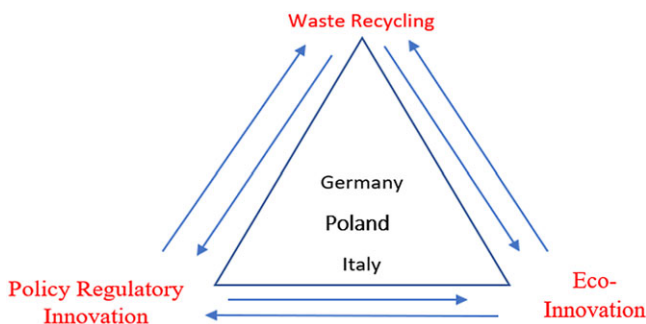 Waste Recycling
Germany
Poland
Italy
Policy Regulatory
Innovation
Eco-
Innovation